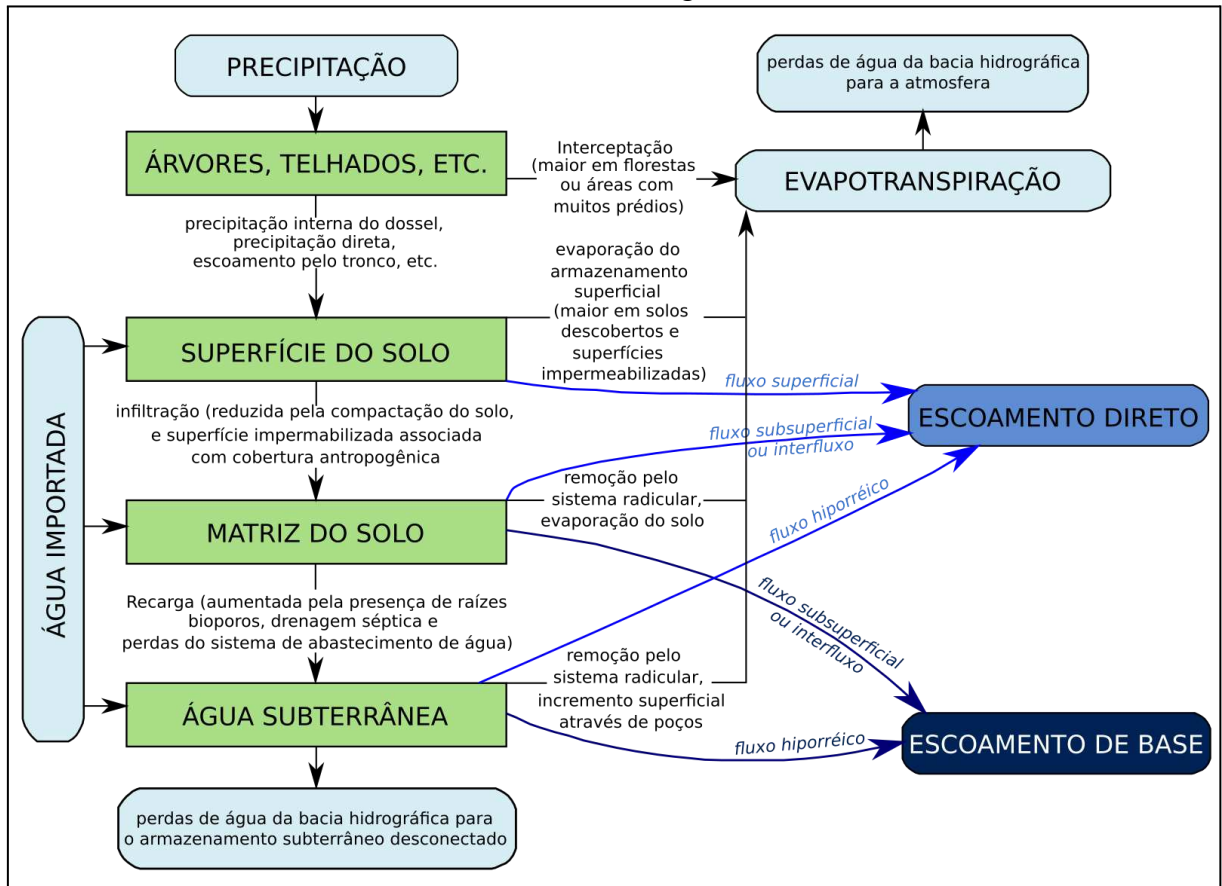 PRECIPITAÇÃO
perdas de água da bacia hidrográfica
para a atmosfera
ÁRVORES, TELHADOS, ETC.
Interceptação
(maior em florestas
ou áreas com
muitos prédios)
EVAPOTRANSPIRAÇÃO
precipitação interna do dossel,
precipitação direta,
escoamento pelo tronco, etc.
evaporação do
armazenamento
superficial
(maior em solos
descobertos e
superfícies
impermeabilizadas)
ÁGUA IMPORTADA
SUPERFÍCIE DO SOLO
fluxo superficial
ESCOAMENTO DIRETO
infiltração (reduzida pela compactação do solo,
e superfície impermabilizada associada
com cobertura antropogênica
fluxo subsuperficial
ou interfluxo
remoção pelo
sistema radicular,
evaporação do solo
fluxo hiporréico
MATRIZ DO SOLO
fluxo subsuperficial
ou interfluxo
Recarga (aumentada pela presença de raízes
bioporos, drenagem séptica e
perdas do sistema de abastecimento de água)
remoção pelo
sistema radicular,
incremento superficial
através de poços
ÁGUA SUBTERRÂNEA
fluxo hiporréico
ESCOAMENTO DE BASE
perdas de água da bacia hidrográfica para
o armazenamento subterrâneo desconectado